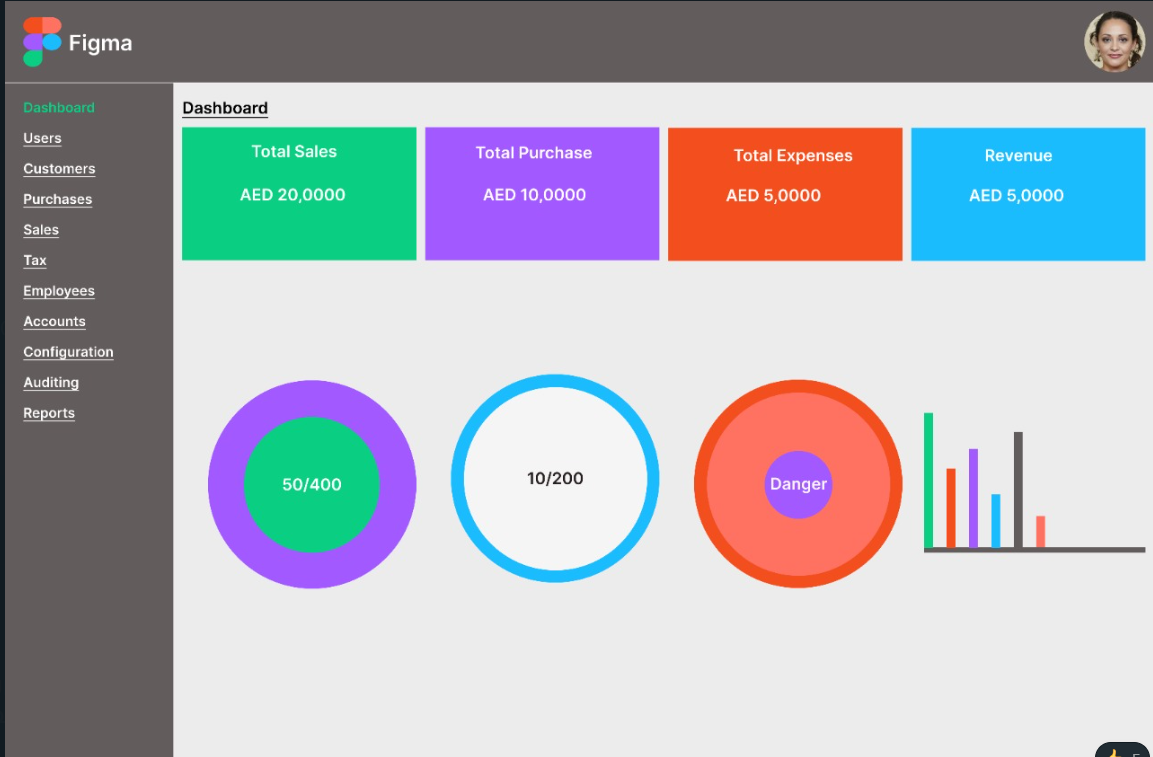 Figma
Dashboard
Users
Customers
Purchases
Sales
Tax
Employees
Accounts
Configuration
Auditing
Reports
Dashboard
Total Sales
AED 20,0000
Total Purchase
AED 10,0000
Total Expenses
AED 5,0000
Revenue
AED 5,0000
50/400
10/200
Danger